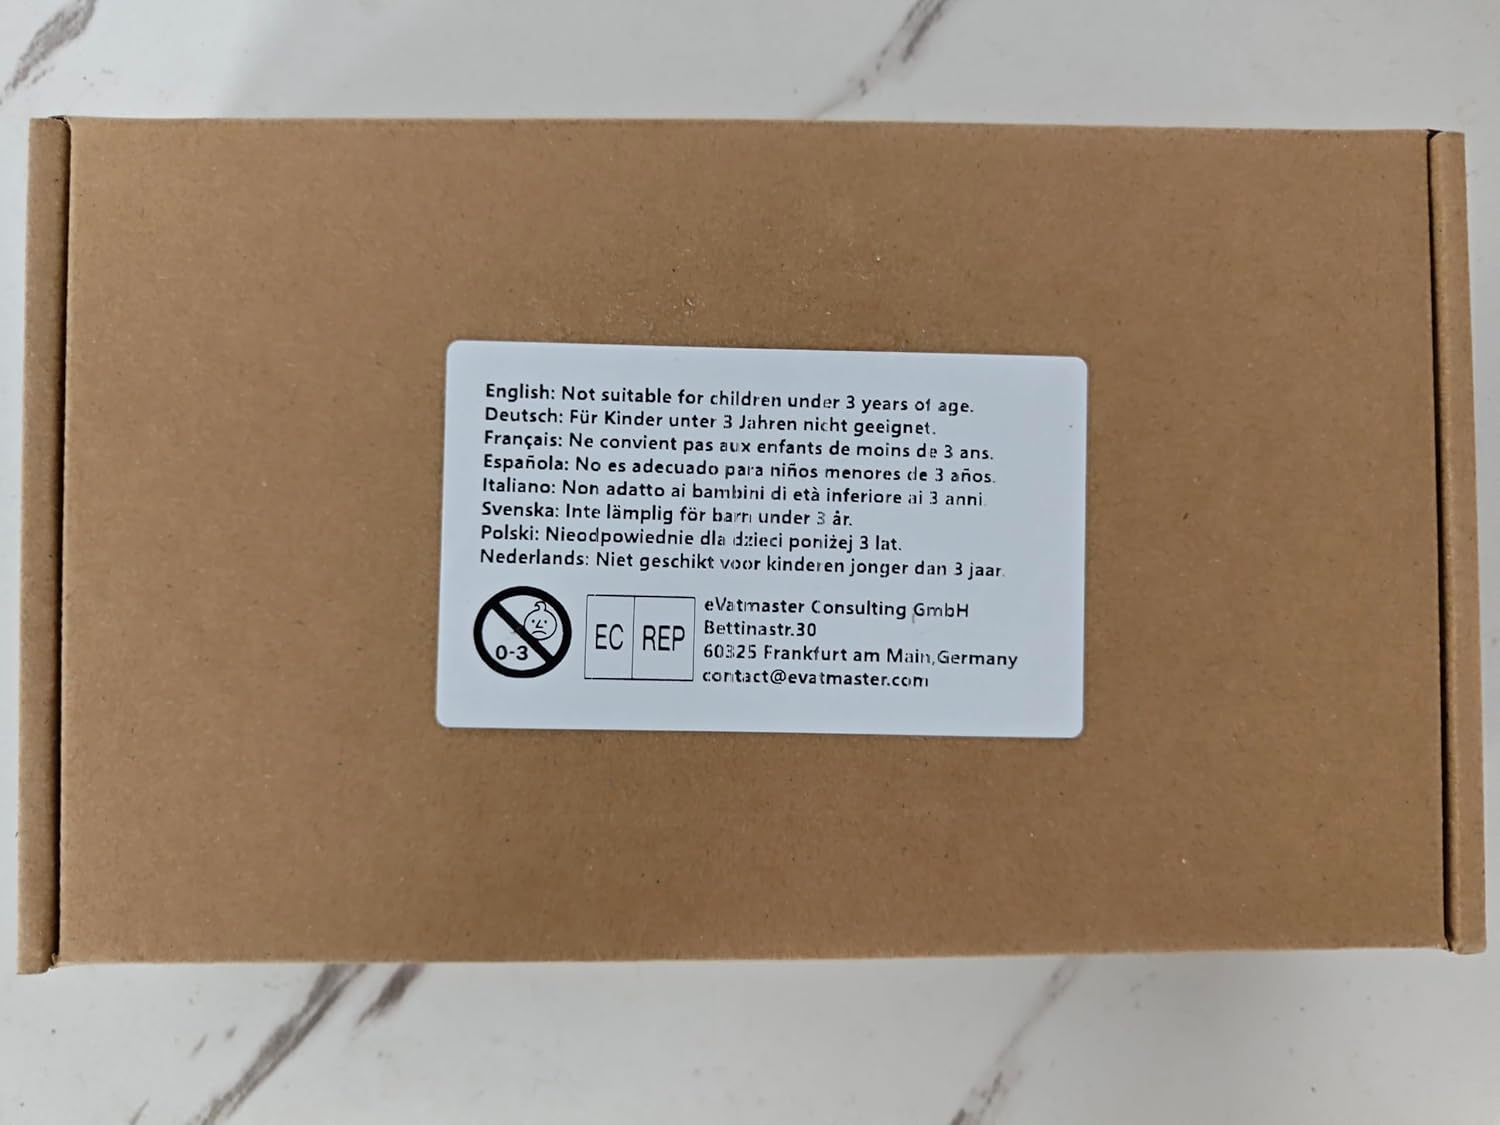 English: Not suitable for children under 3 years of age.
Deutsch: Für Kinder unter 3 Jahren nicht geeignet.
Français: Ne convient pas aux enfants de moins de 3 ans.
Española: No es adecuado para niños menores de 3 años.
Italiano: Non adatto ai bambini di età inferiore ai 3 anni.
Svenska: Inte lämplig för barn under 3 år.
Polski: Nieodpowiednie dla dzieci poniżej 3 lat.
Nederlands: Niet geschikt voor kinderen jonger dan 3 jaar.
0-3
EC REP
eVatmaster Consulting GmbH
Bettinastr.30
60325 Frankfurt am Main,Germany
contact@evatmaster.com